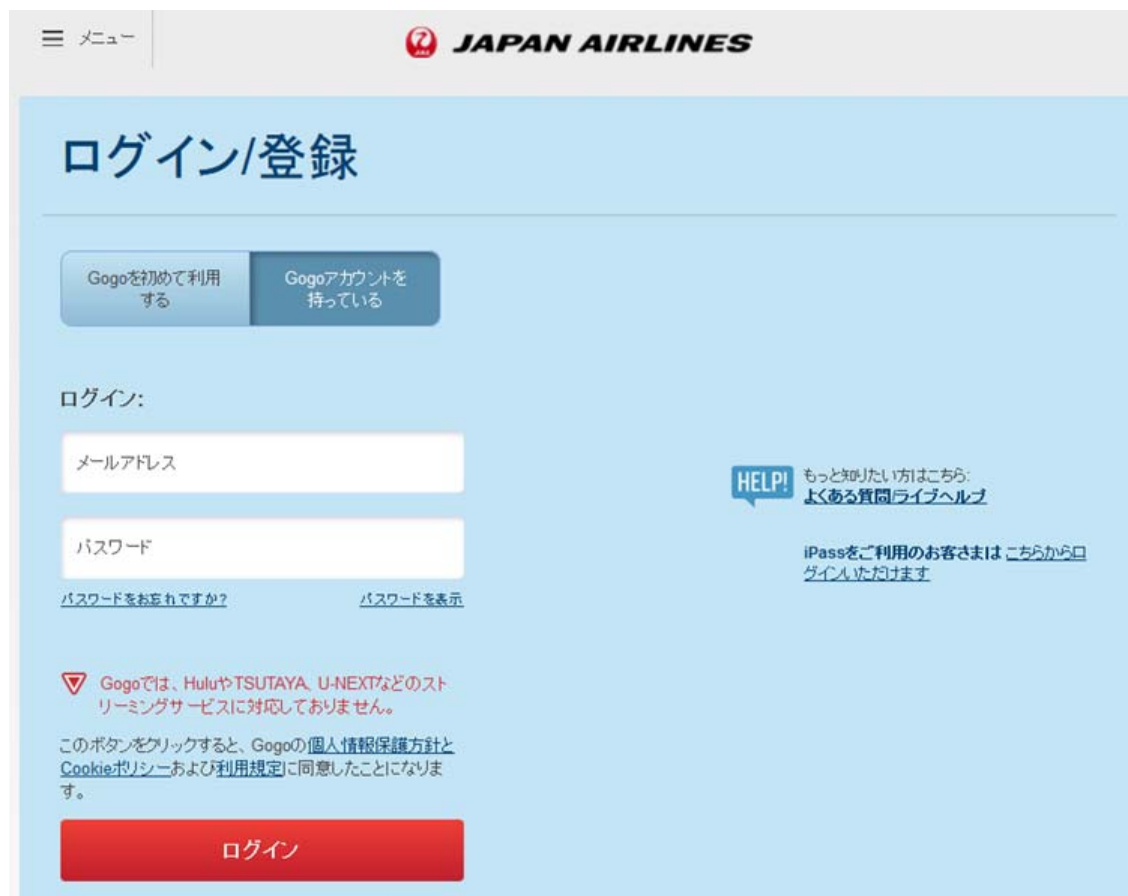 メニュー
JAPAN AIRLINES
ログイン/登録
Gogoを初めて利用
する
Gogoアカウントを
持っている
ログイン:
メールアドレス
パスワード
パスワードをお忘れですか?
パスワードを表示
HELP!
もっと知りたい方はこちら:
よくある質問/ライブヘルプ
iPassをご利用のお客さまは こちらからロ
グインいただけます
Gogoでは、HuluやTSUTAYA、U-NEXTなどのスト
リーミングサービスに対応しておりません。
このボタンをクリックすると、Gogoの個人情報保護方針と
Cookieポリシーおよび利用規定に同意したことになりま
す。
ログイン